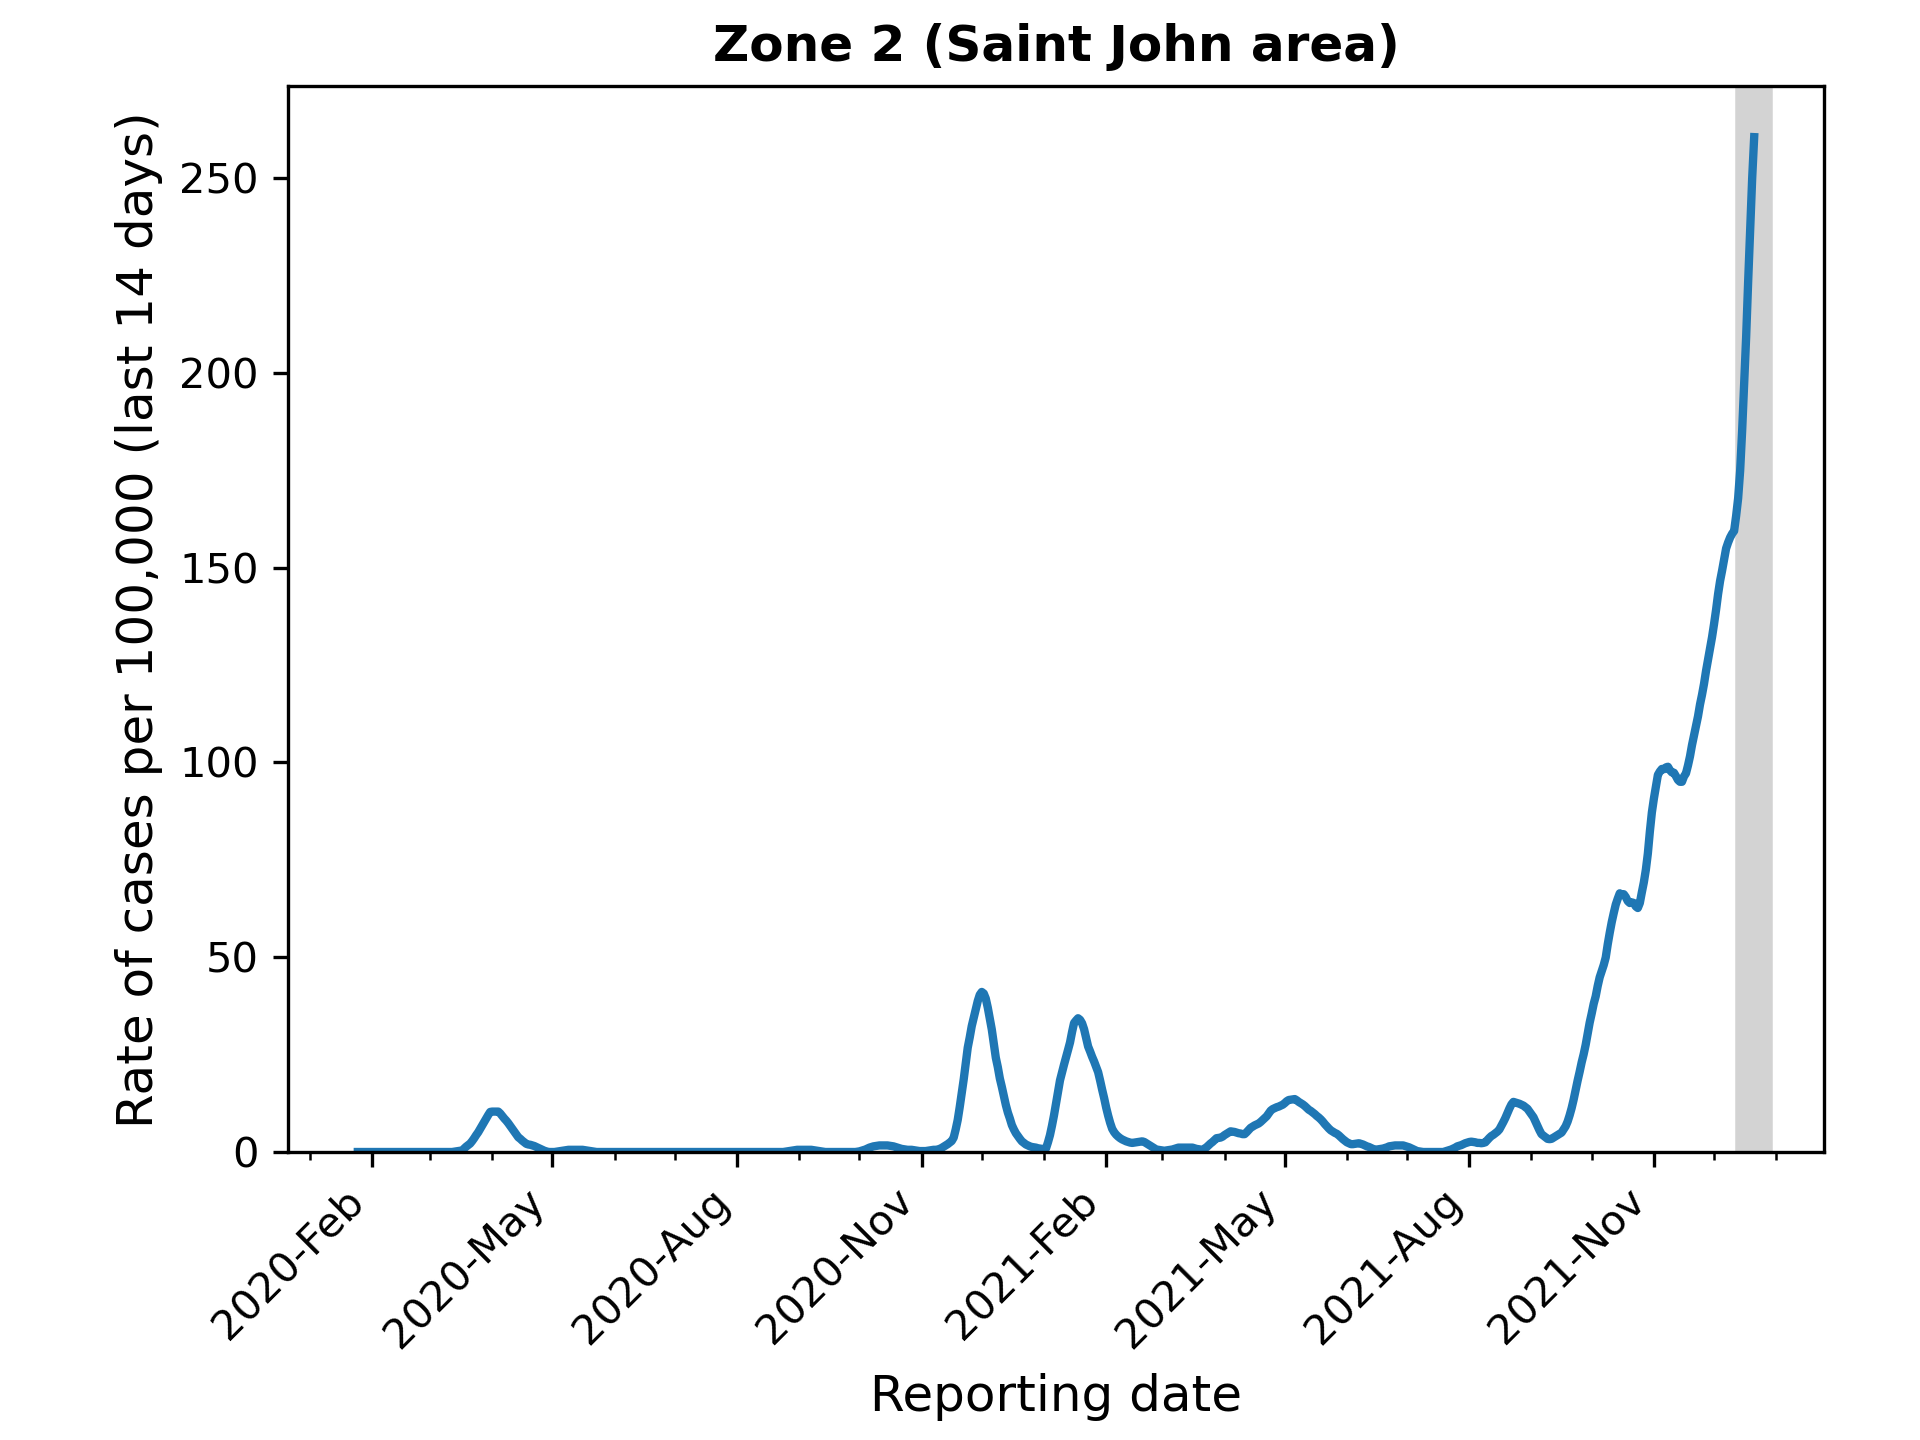 Zone 2 (Saint John area)
Rate of cases per 100,000 (last 14 days)
250
200
150
100
50
0
2020-Feb
2020-May
2020-Aug
2020-Nov
2021-Feb
2021-May
2021-Aug
2021-Nov
Reporting date